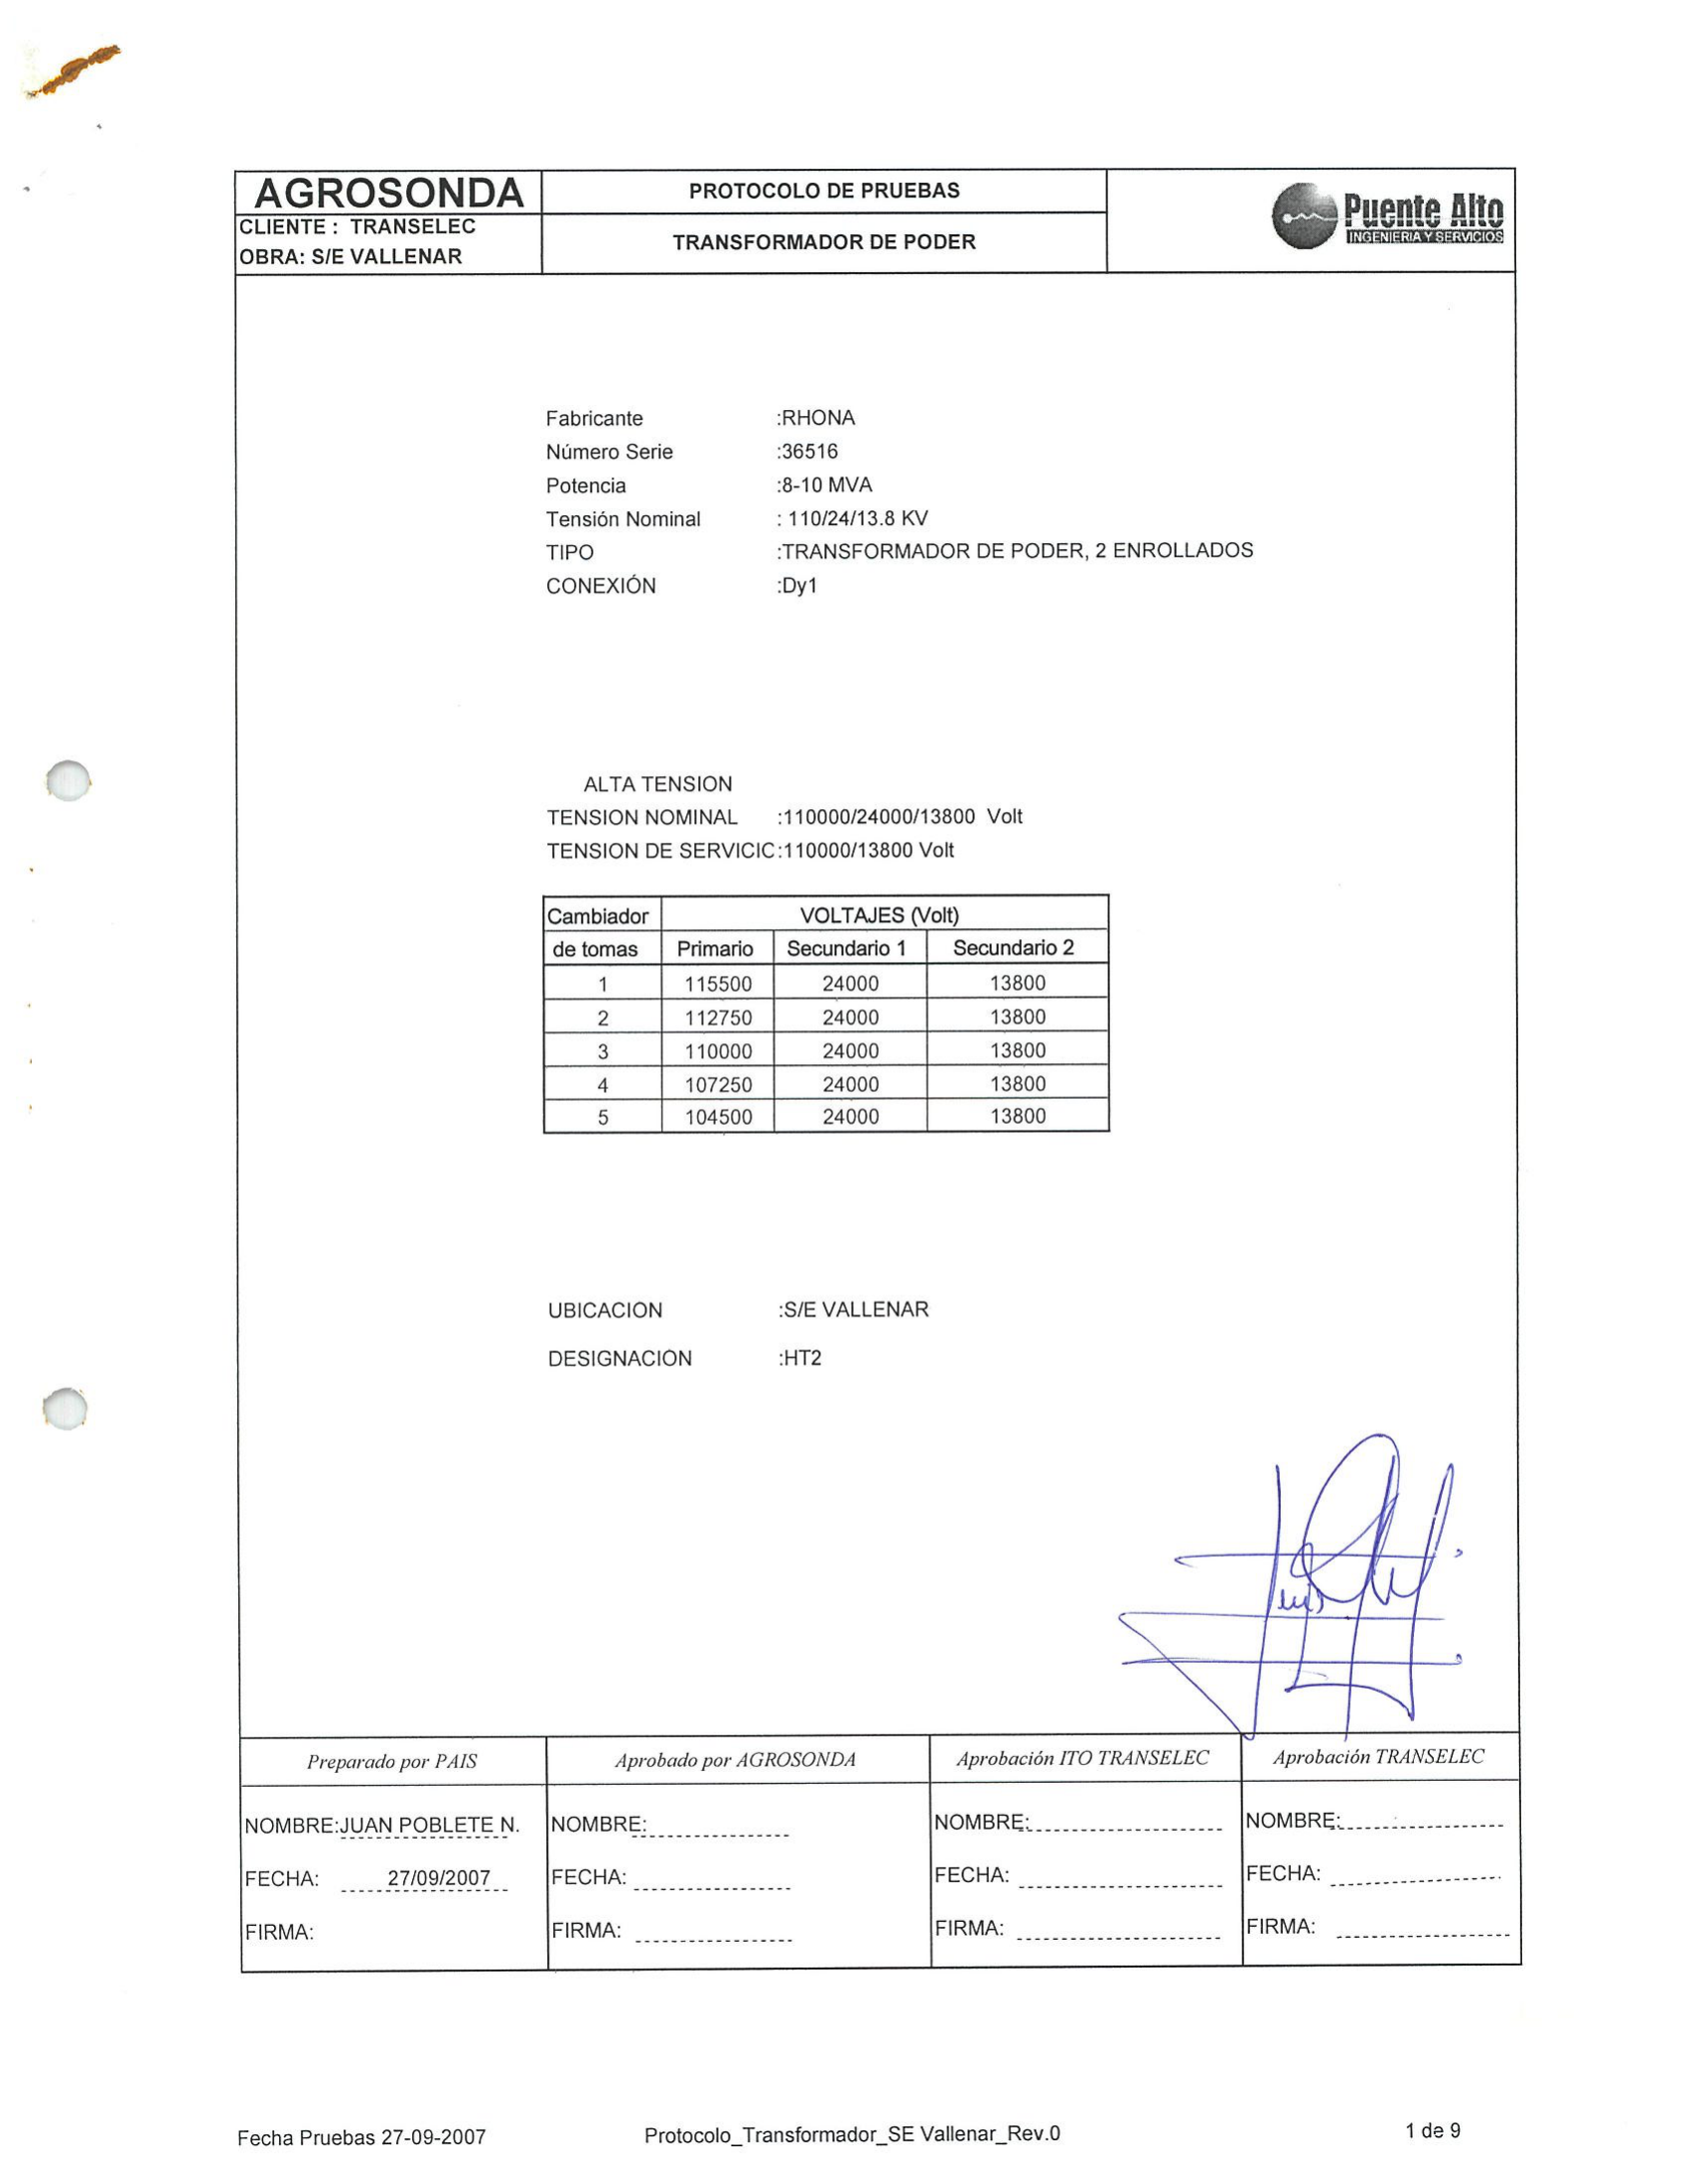 AGROSONDA
CLIENTE : TRANSELEC
OBRA: S/E VALLENAR
PROTOCOLO DE PRUEBAS
TRANSFORMADOR DE PODER
Puente Alto
INGENIERIA Y SERVICIOS
Fabricante :RHONA
Número Serie :36516
Potencia :8-10 MVA
Tensión Nominal : 110/24/13.8 KV
TIPO :TRANSFORMADOR DE PODER, 2 ENROLLADOS
CONEXIÓN :Dy1
ALTA TENSION
TENSION NOMINAL :110000/24000/13800 Volt
TENSION DE SERVICIC:110000/13800 Volt
Cambiador VOLTAJES (Volt)
de tomas Primario Secundario 1 Secundario 2
1 115500 24000 13800
2 112750 24000 13800
3 110000 24000 13800
4 107250 24000 13800
5 104500 24000 13800
UBICACION :S/E VALLENAR
DESIGNACION :HT2
Preparado por PAIS Aprobado por AGROSONDA Aprobación ITO TRANSELEC Aprobación TRANSELEC
NOMBRE:JUAN POBLETE N. NOMBRE: NOMBRE: NOMBRE:
FECHA: 27/09/2007 FECHA: FECHA: FECHA:
FIRMA: FIRMA: FIRMA: FIRMA:
Fecha Pruebas 27-09-2007 Protocolo_Transformador_SE Vallenar_Rev.0 1 de 9